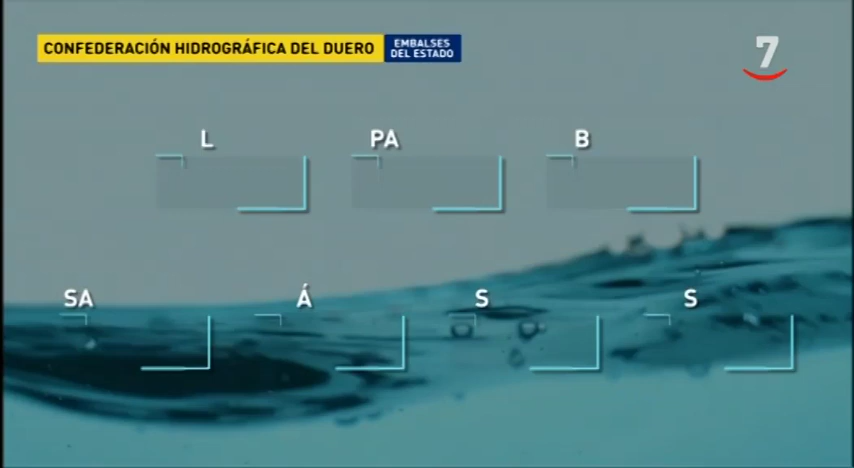 CONFEDERACIÓN HIDROGRÁFICA DEL DUERO
EMBALSES
DEL ESTADO
7
L
PA
B
SA
Á
S
S